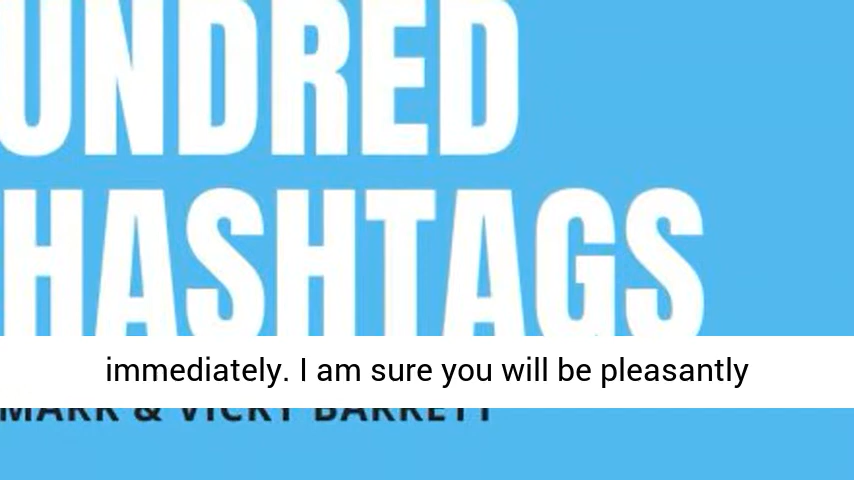 UNDRED
HASHTAGS
immediately. I am sure you will be pleasantly
MARK & VICKY BARRETT